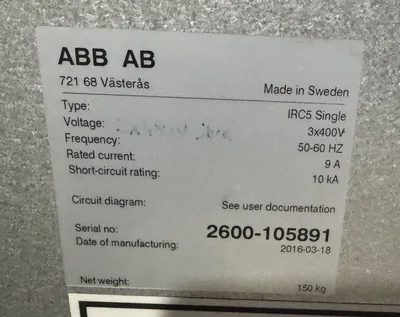 ABB AB
721 68 Västerås
Made in Sweden
Type: IRC5 Single
Voltage: 3x400V
Frequency: 50-60 HZ
Rated current: 9 A
Short-circuit rating: 10 kA
Circuit diagram: See user documentation
Serial no: 2600-105891
Date of manufacturing: 2016-03-18
Net weight: 150 kg